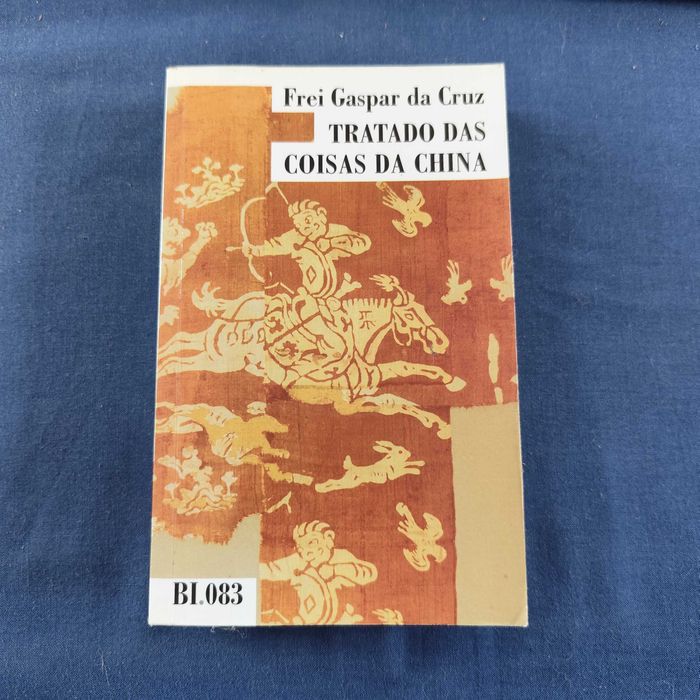 Frei Gaspar da Cruz
TRATADO DAS
COISAS DA CHINA
BI.083